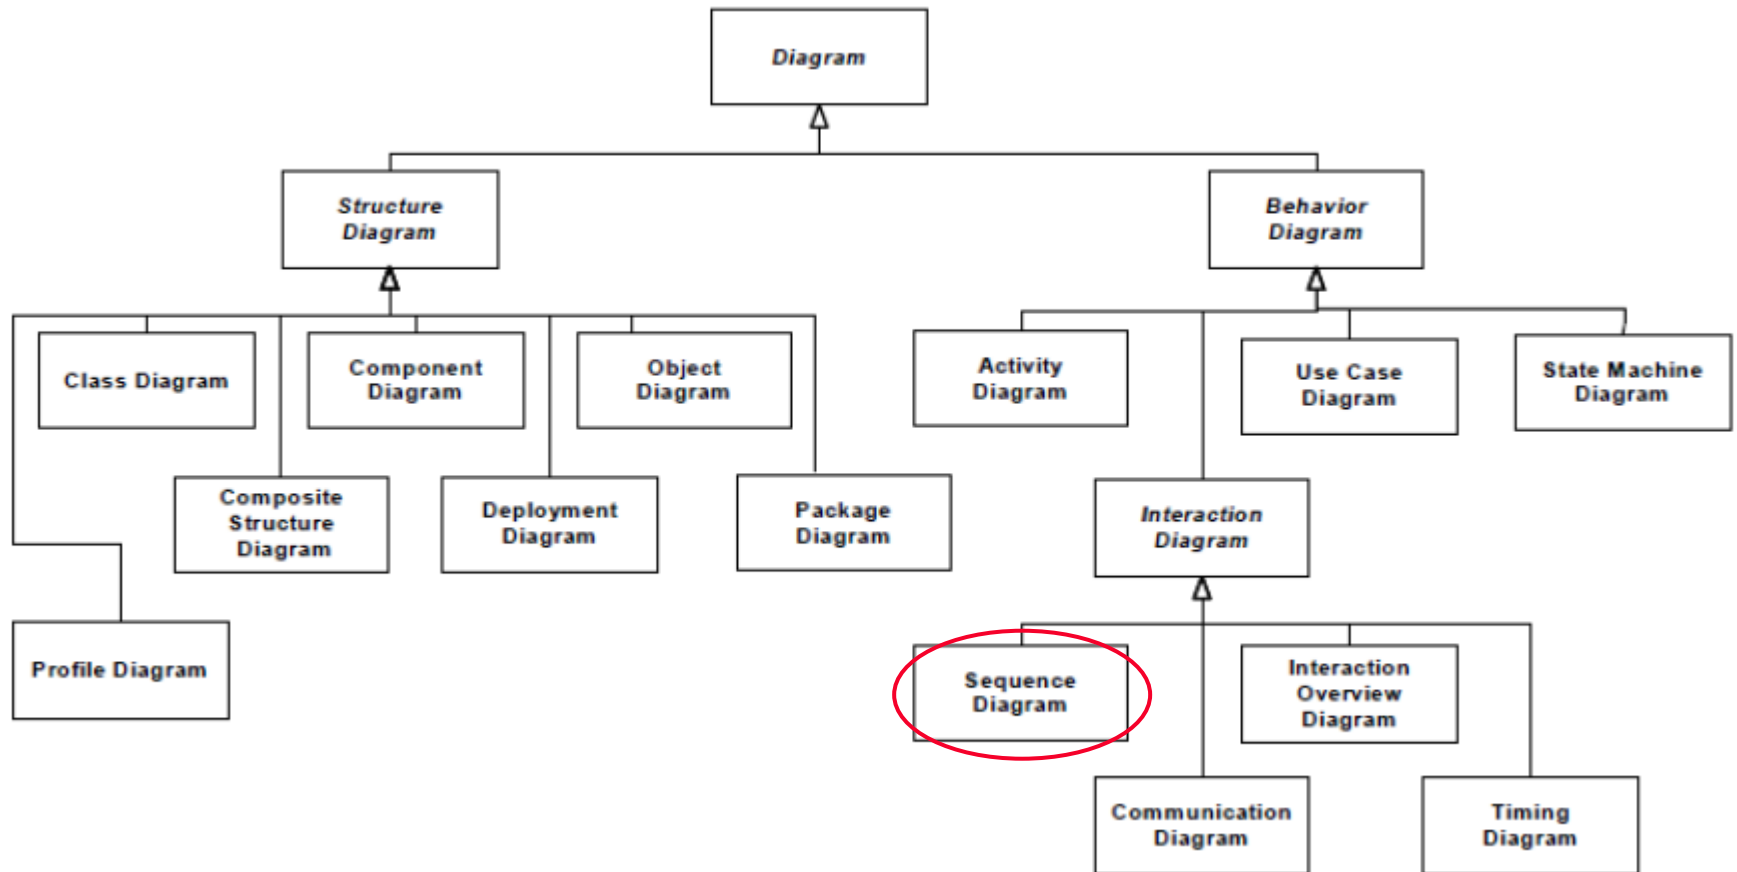 Diagram
Structure
Diagram
Behavior
Diagram
Class Diagram
Component
Diagram
Object
Diagram
Activity
Diagram
Use Case
Diagram
State Machine
Diagram
Composite
Structure
Diagram
Deployment
Diagram
Package
Diagram
Interaction
Diagram
Profile Diagram
Sequence
Diagram
Interaction
Overview
Diagram
Communication
Diagram
Timing
Diagram